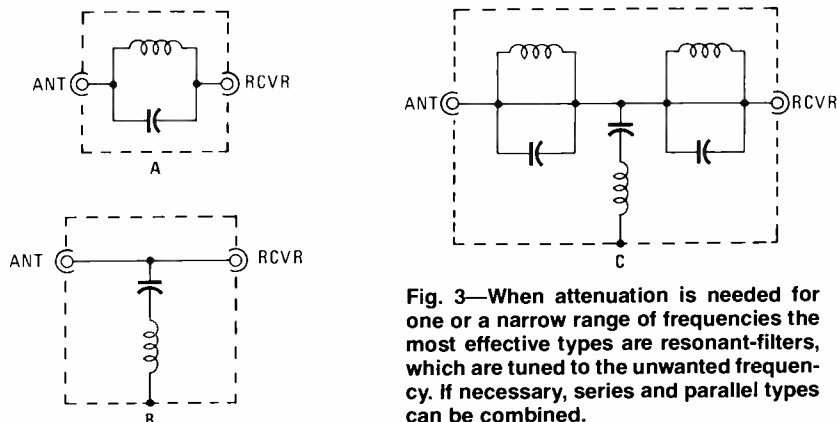 ANT RCVR
A
ANT RCVR
B
ANT RCVR
C
Fig. 3—When attenuation is needed for
one or a narrow range of frequencies the
most effective types are resonant-filters,
which are tuned to the unwanted frequen-
cy. If necessary, series and parallel types
can be combined.